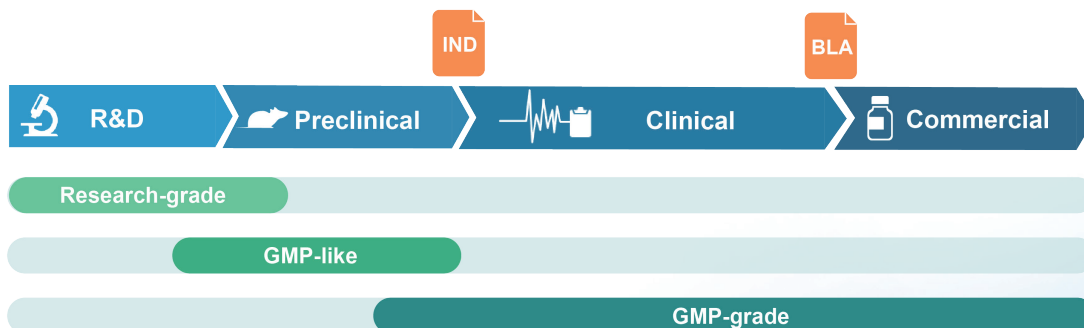 IND
BLA
R&D
Preclinical
Clinical
Commercial
Research-grade
GMP-like
GMP-grade